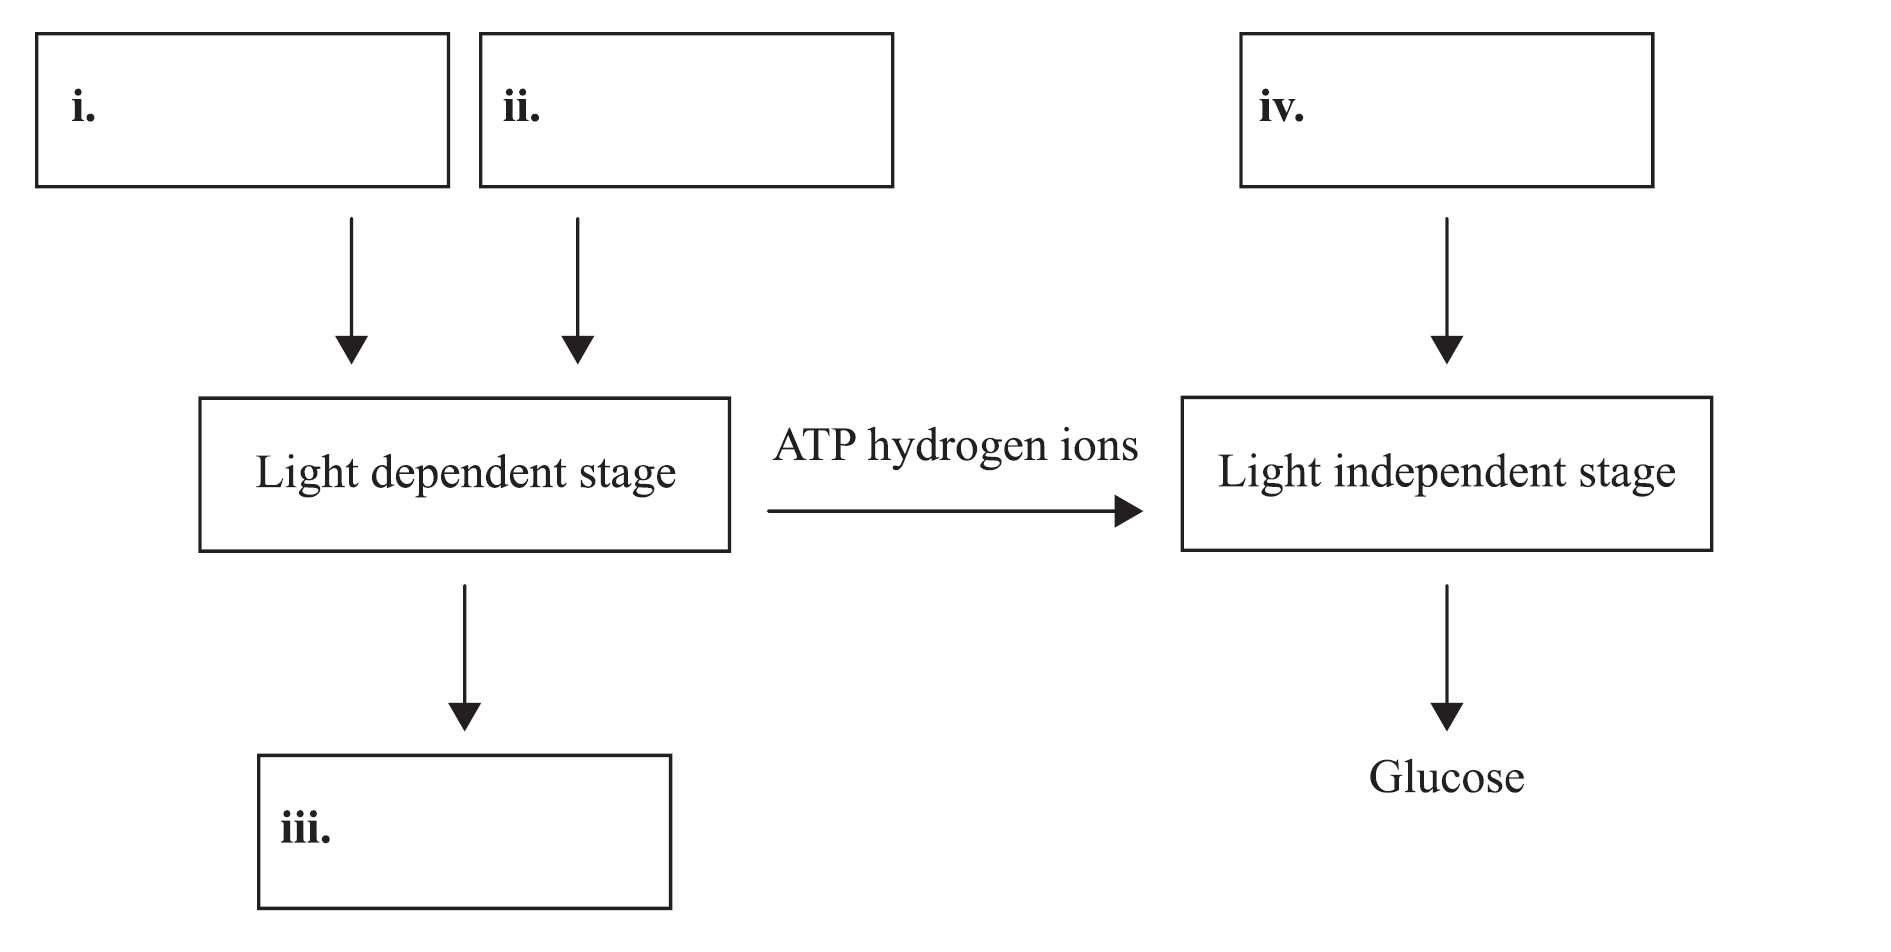 i.
ii.
iv.
Light dependent stage
ATP hydrogen ions
Light independent stage
iii.
Glucose